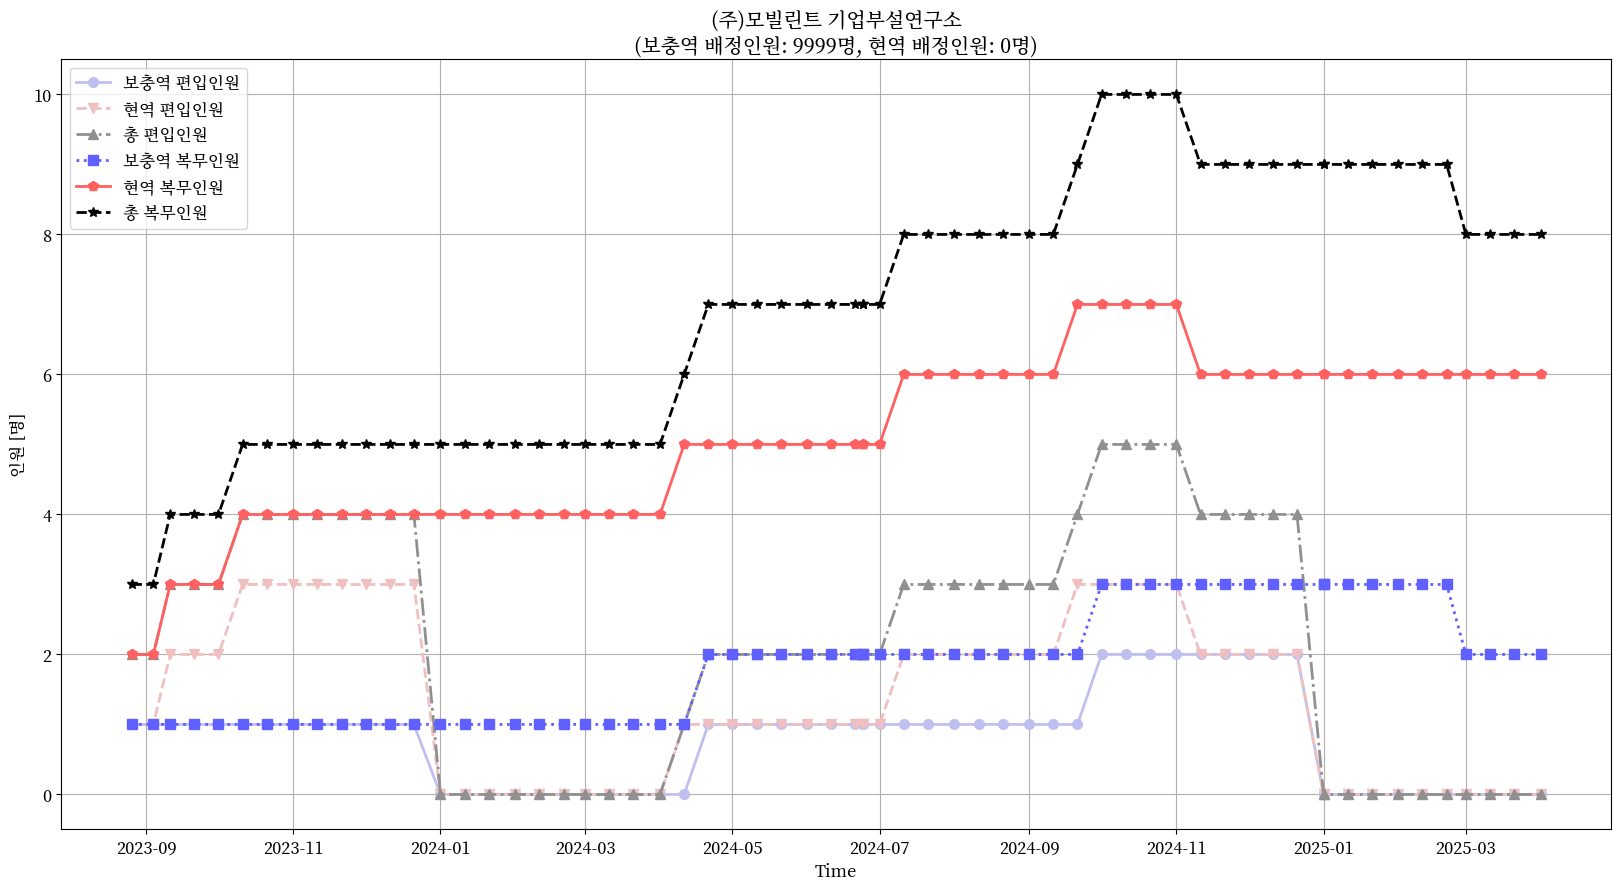 (주)모빌린트 기업부설연구소
(보충역 배정인원: 9999명, 현역 배정인원: 0명)
보충역 편입인원
현역 편입인원
총 편입인원
보충역 복무인원
현역 복무인원
총 복무인원
인원 [명]
10
8
6
4
2
0
2023-09 2023-11 2024-01 2024-03 2024-05 2024-07 2024-09 2024-11 2025-01 2025-03
Time